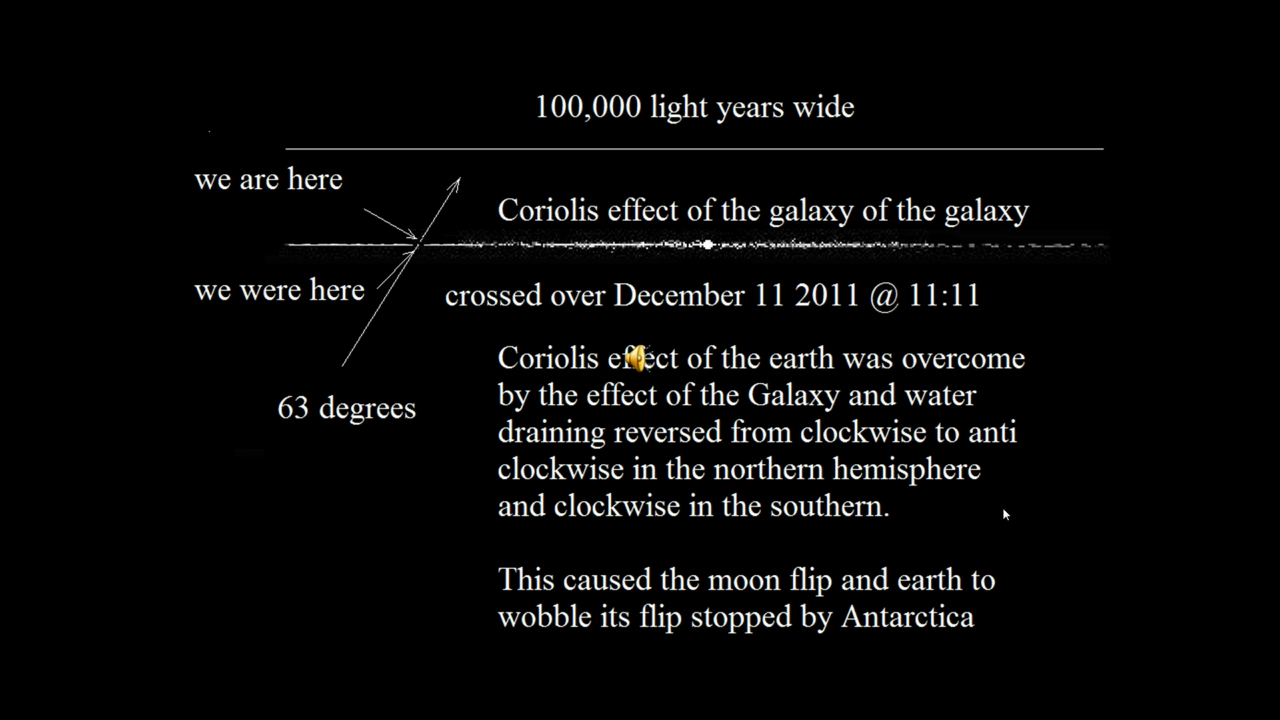 100,000 light years wide
we are here
Coriolis effect of the galaxy of the galaxy
we were here
crossed over December 11 2011 @ 11:11
Coriolis effect of the earth was overcome
by the effect of the Galaxy and water
draining reversed from clockwise to anti
clockwise in the northern hemisphere
and clockwise in the southern.
63 degrees
This caused the moon flip and earth to
wobble its flip stopped by Antarctica